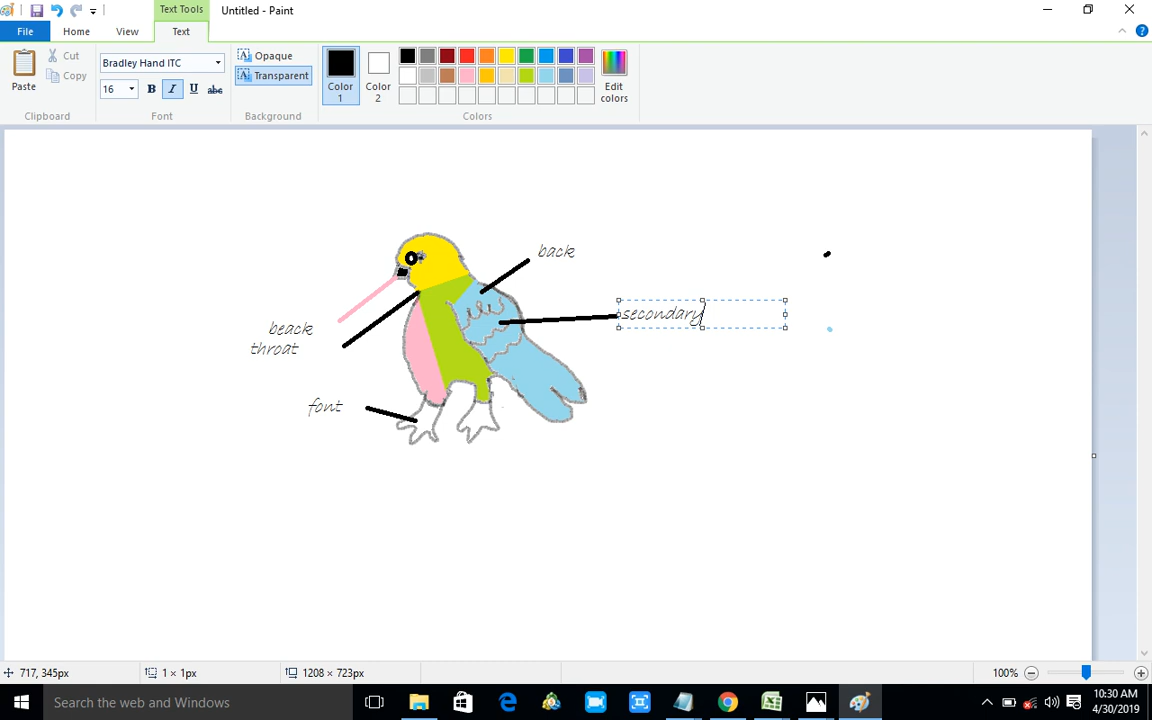 Text Tools
Untitled - Paint
File
Home
View
Text
Paste
Cut
Copy
Clipboard
Bradley Hand ITC
16
B
I
U
abc
Font
Opaque
Transparent
Background
Color 1
Color 2
Edit colors
Colors
back
secondary
beack
throat
font
717, 345px
1 × 1px
1208 × 723px
100%
Search the web and Windows
10:30 AM
4/30/2019